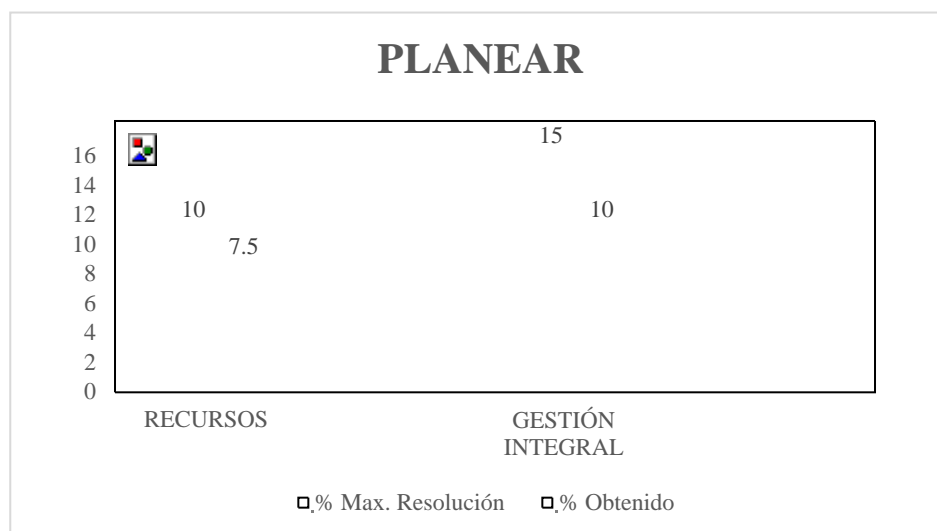 PLANEAR
15
16
14
12
10
8
6
4
2
0
10
10
7.5
RECURSOS
GESTIÓN
INTEGRAL
% Max. Resolución
% Obtenido